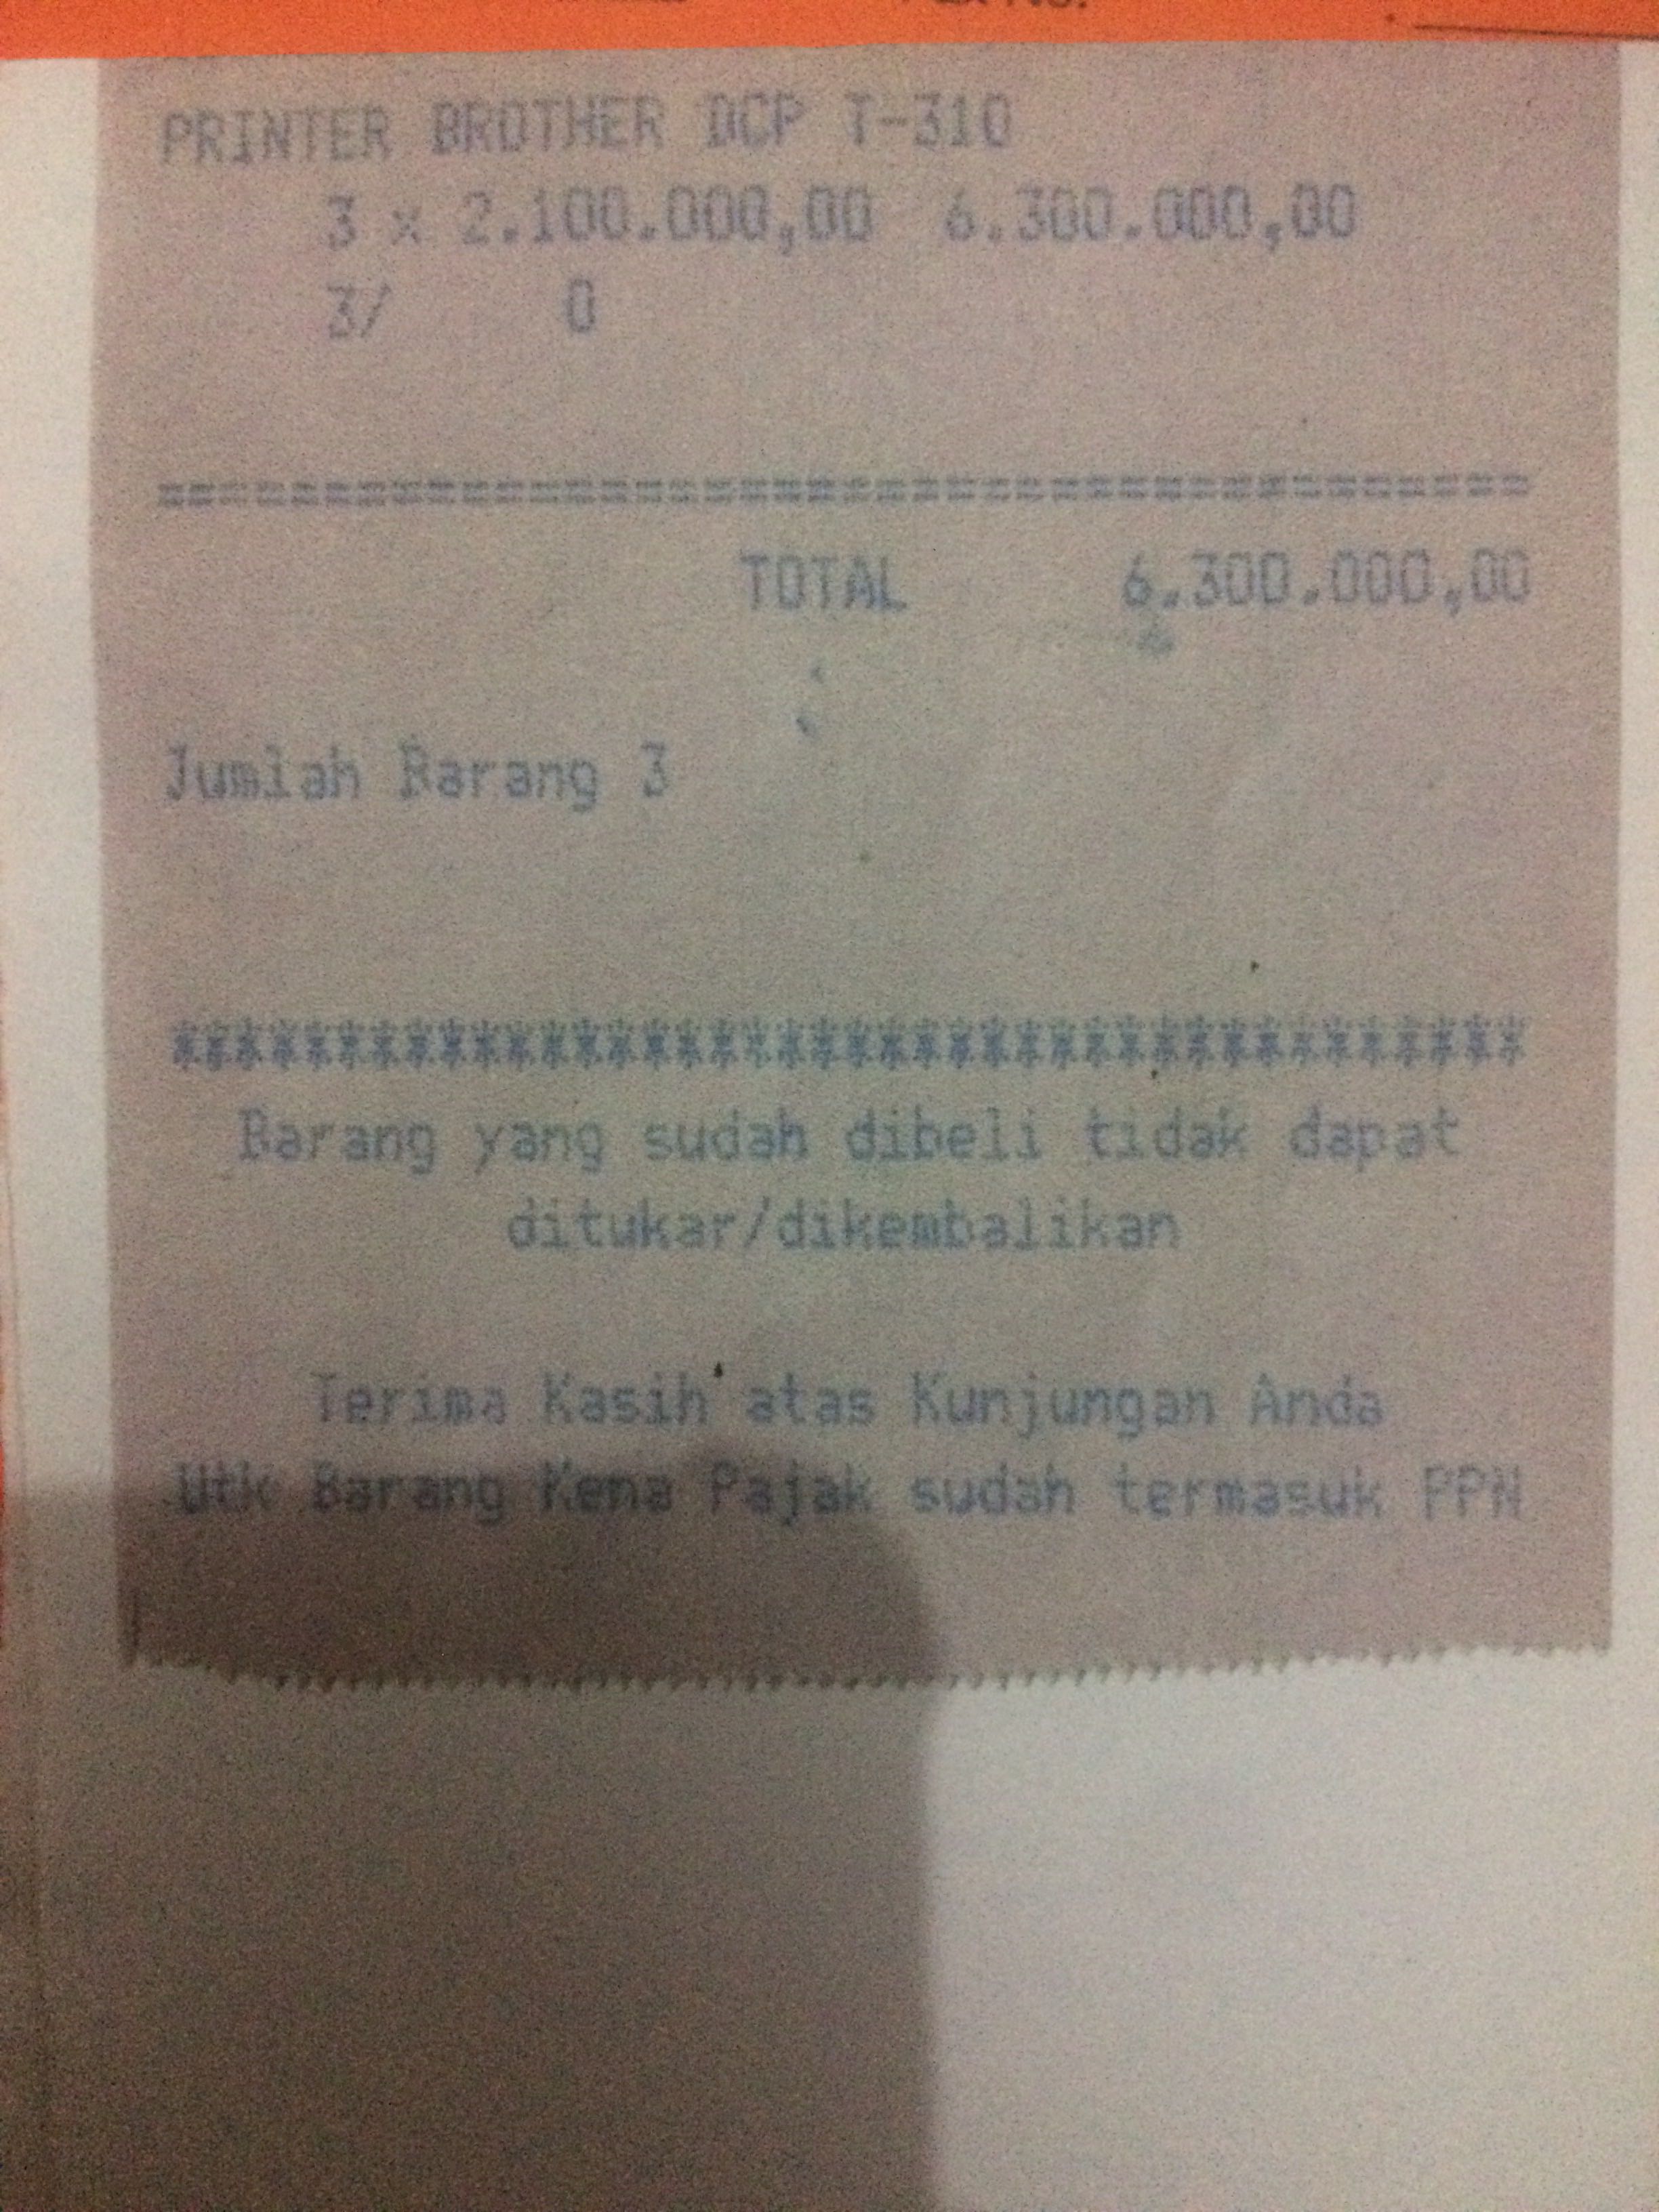 PRINTER BROTHER DCP T-310
3 x 2.100.000,00 6.300.000,00
3/ 0
=======================================
TOTAL 6.300.000,00
Jumlah Barang 3
***************************************
Barang yang sudah dibeli tidak dapat
ditukar/dikembalikan
Terima Kasih atas Kunjungan Anda
Utk Barang Kena Pajak sudah termasuk PPN